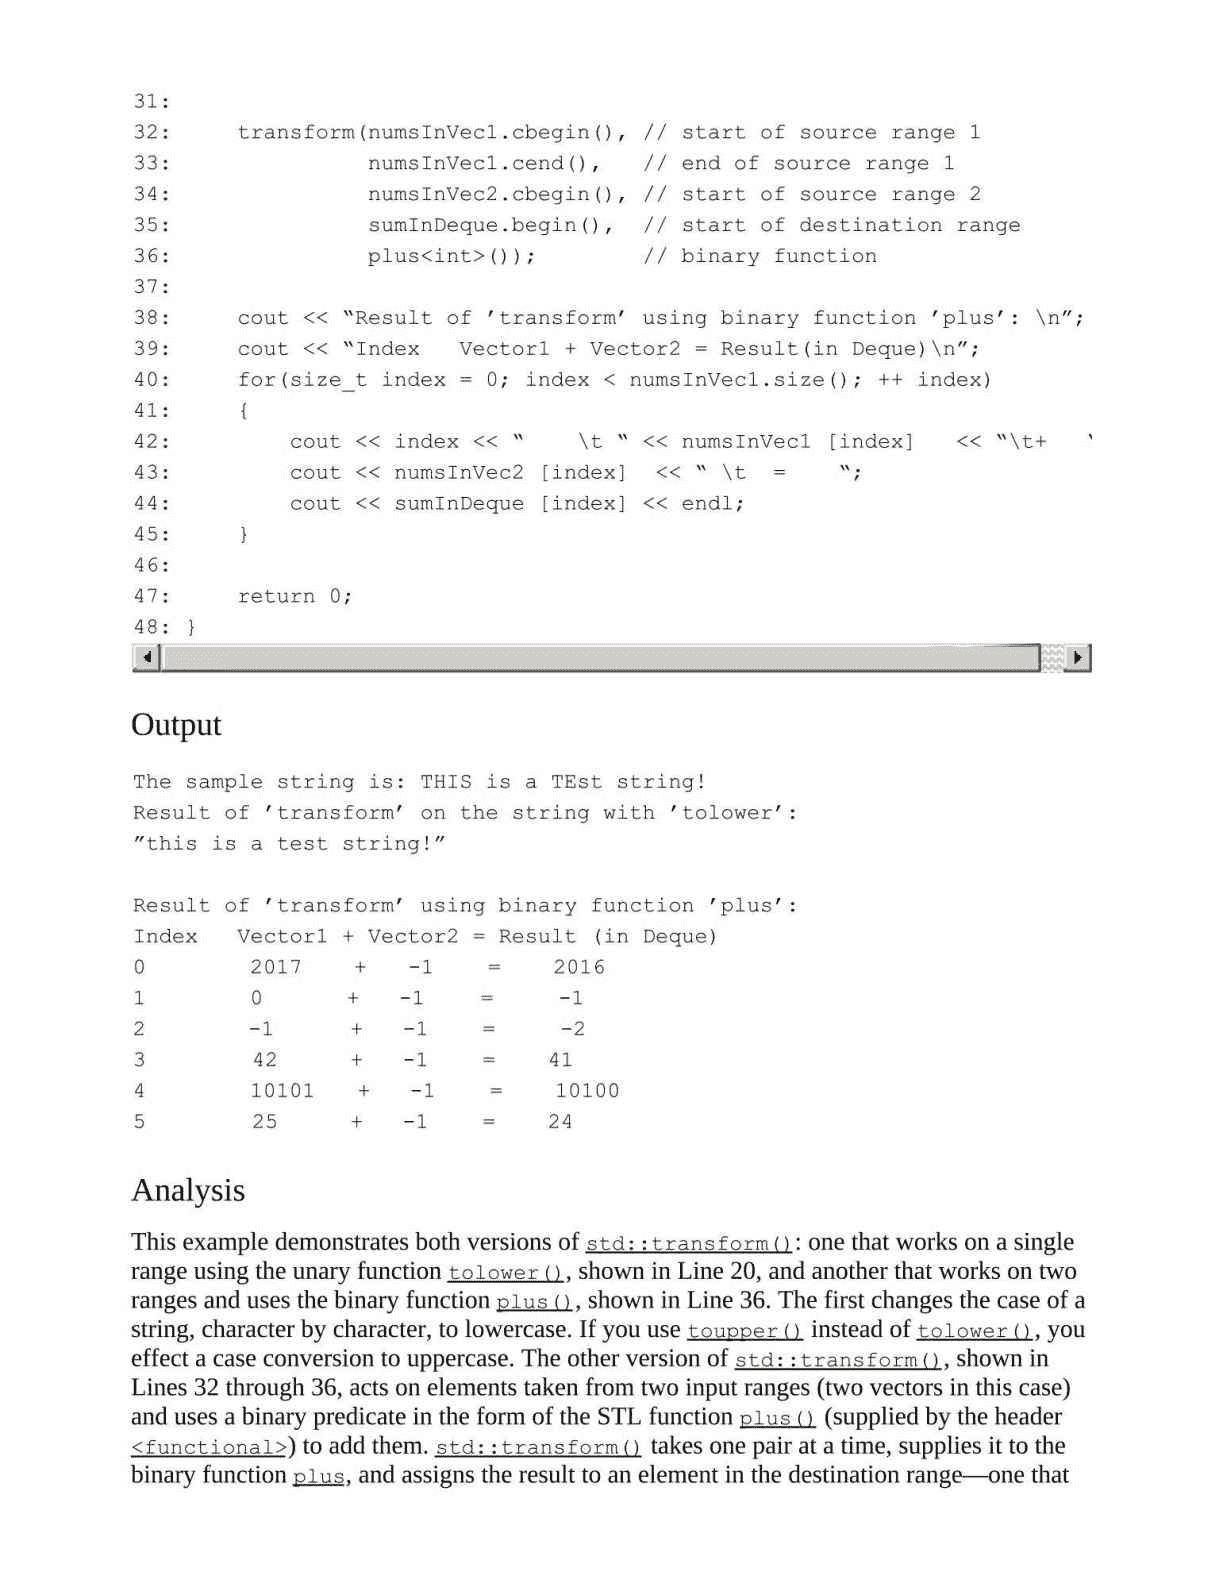 31:
32:     transform(numsInVec1.cbegin(), // start of source range 1
33:               numsInVec1.cend(),   // end of source range 1
34:               numsInVec2.cbegin(), // start of source range 2
35:               sumInDeque.begin(),  // start of destination range
36:               plus<int>());        // binary function
37:
38:     cout << “Result of ’transform’ using binary function ’plus’: \n”;
39:     cout << “Index   Vector1 + Vector2 = Result(in Deque)\n”;
40:     for(size_t index = 0; index < numsInVec1.size(); ++ index)
41:     {
42:         cout << index << “    \t “ << numsInVec1 [index]   << “\t+   ‘
43:         cout << numsInVec2 [index]  << “ \t  =    “;
44:         cout << sumInDeque [index] << endl;
45:     }
46:
47:     return 0;
48: }
Output
The sample string is: THIS is a TEst string!
Result of ’transform’ on the string with ’tolower’:
”this is a test string!”
Result of ’transform’ using binary function ’plus’:
Index   Vector1 + Vector2 = Result (in Deque)
0        2017    +   -1    =    2016
1        0       +   -1    =    -1
2        -1      +   -1    =    -2
3        42      +   -1    =    41
4        10101   +   -1    =    10100
5        25      +   -1    =    24
Analysis
This example demonstrates both versions of std::transform(): one that works on a single
range using the unary function tolower(), shown in Line 20, and another that works on two
ranges and uses the binary function plus(), shown in Line 36. The first changes the case of a
string, character by character, to lowercase. If you use toupper() instead of tolower(), you
effect a case conversion to uppercase. The other version of std::transform(), shown in
Lines 32 through 36, acts on elements taken from two input ranges (two vectors in this case)
and uses a binary predicate in the form of the STL function plus() (supplied by the header
<functional>) to add them. std::transform() takes one pair at a time, supplies it to the
binary function plus, and assigns the result to an element in the destination range—one that